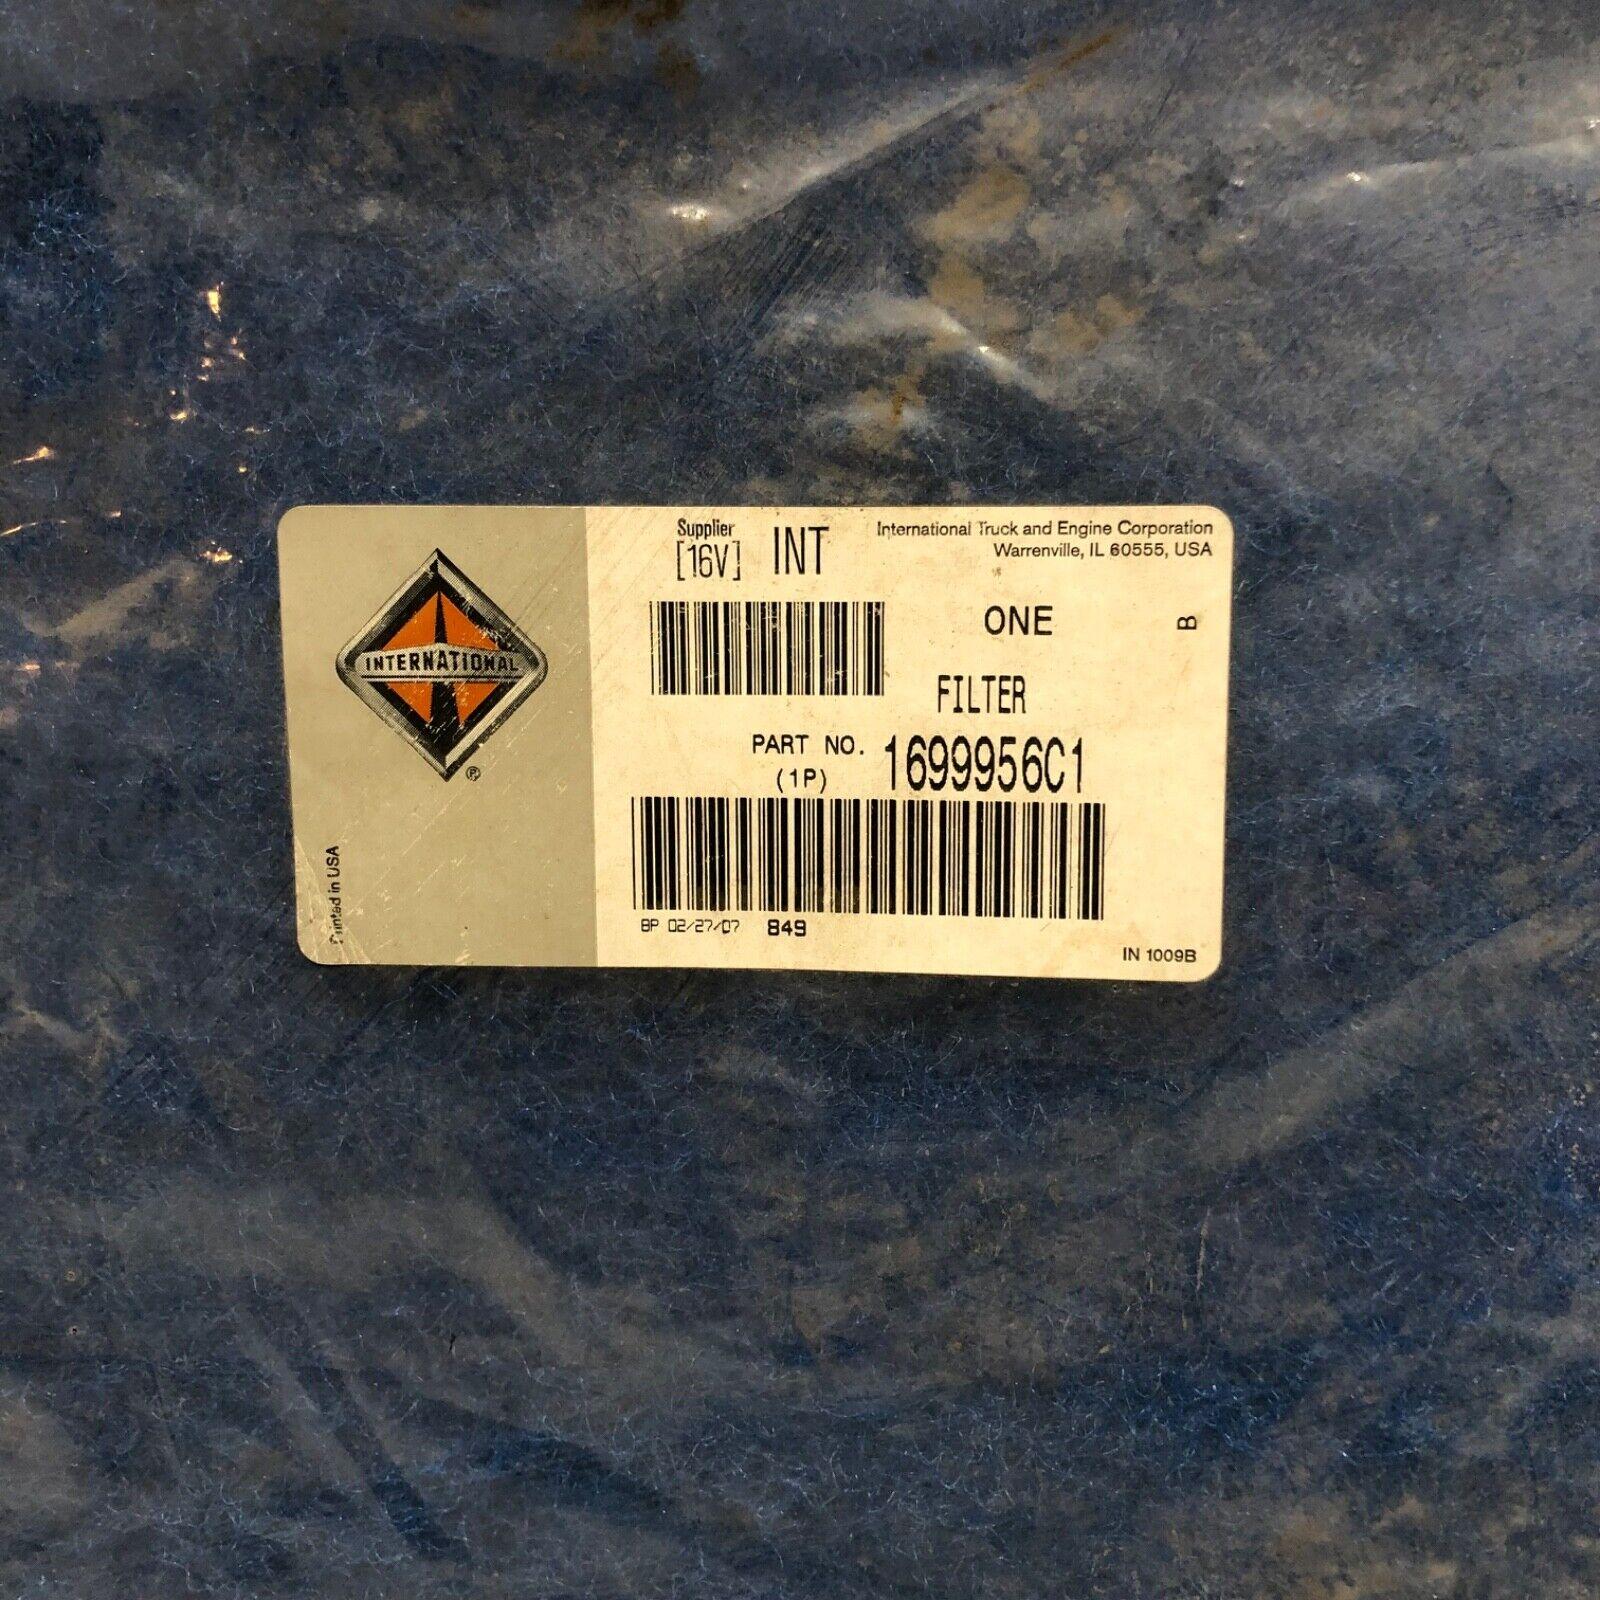 Supplier
[16V] INT
International Truck and Engine Corporation
Warrenville, IL 60555, USA
ONE
B
INTERNATIONAL
®
FILTER
PART NO. 1699956C1
(1P)
Printed in USA
BP 02/27/07 849
IN 1009B